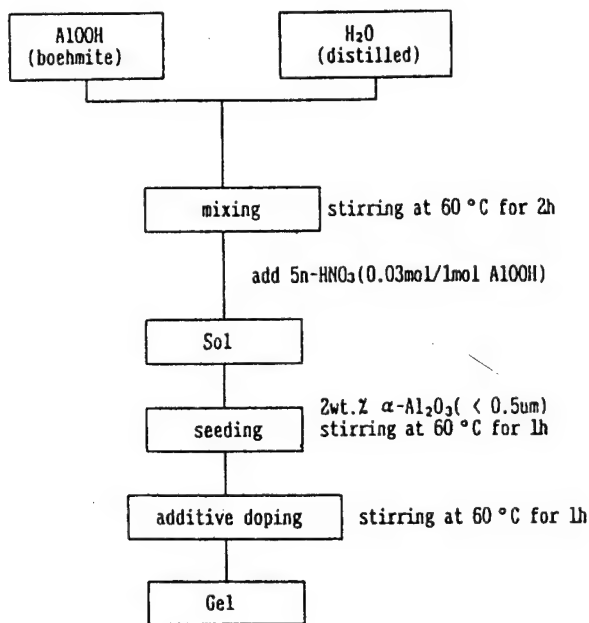 AlOOH
(boehmite)
H₂O
(distilled)
mixing
stirring at 60 °C for 2h
add 5n-HNO₃(0.03mol/1mol AlOOH)
Sol
seeding
2wt.% α-Al₂O₃( < 0.5um)
stirring at 60 °C for 1h
additive doping
stirring at 60 °C for 1h
Gel